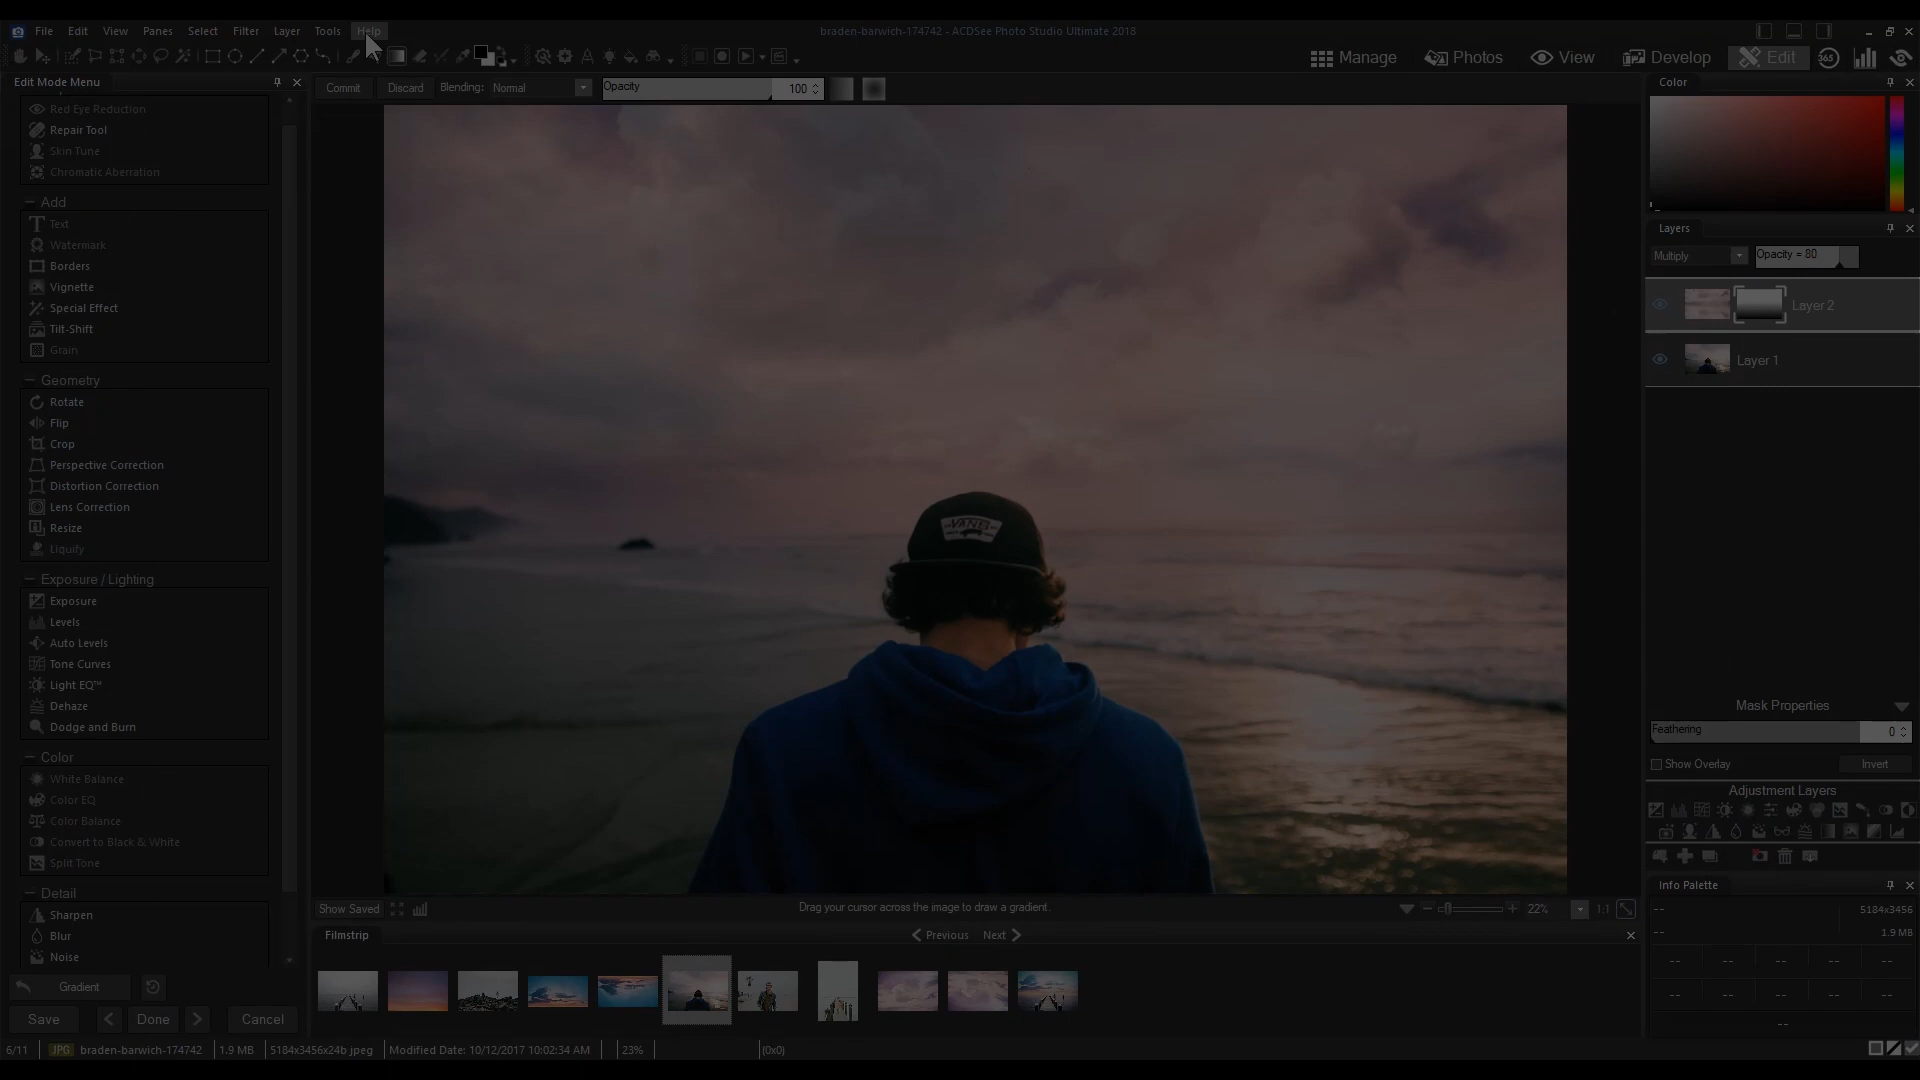 File Edit View Panes Select Filter Layer Tools Help
braden-barwich-174742 - ACDSee Photo Studio Ultimate 2018
Manage Photos View Develop Edit 365
Edit Mode Menu
Commit Discard Blending: Normal Opacity 100
Red Eye Reduction
Repair Tool
Skin Tune
Chromatic Aberration
Add
Text
Watermark
Borders
Vignette
Special Effect
Tilt-Shift
Grain
Geometry
Rotate
Flip
Crop
Perspective Correction
Distortion Correction
Lens Correction
Resize
Liquify
Exposure / Lighting
Exposure
Levels
Auto Levels
Tone Curves
Light EQ™
Dehaze
Dodge and Burn
Color
White Balance
Color EQ
Color Balance
Convert to Black & White
Split Tone
Detail
Sharpen
Blur
Noise
Gradient
Save Done Cancel
VANS
Show Saved
Drag your cursor across the image to draw a gradient.
22%
1:1
Filmstrip
Previous Next
Color
Layers
Multiply Opacity = 80
Layer 2
Layer 1
Mask Properties
Feathering 0
Show Overlay Invert
Adjustment Layers
Info Palette
-- 5184x3456
-- 1.9 MB
-- -- -- -- --
-- -- -- -- --
--
6/11 JPG braden-barwich-174742 1.9 MB 5184x3456x24b jpeg Modified Date: 10/12/2017 10:02:34 AM 23% (0x0)